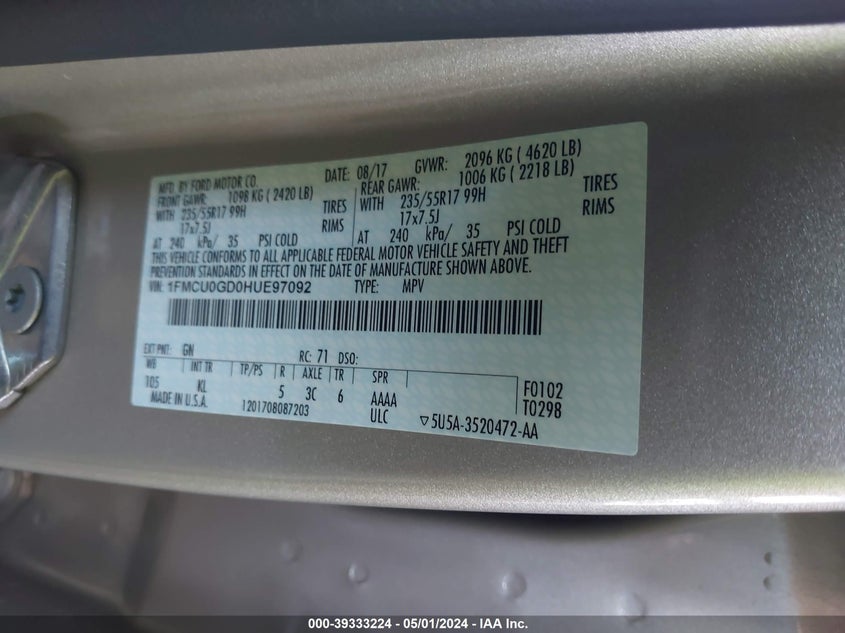 MFD. BY FORD MOTOR CO. DATE: 08/17 GVWR: 2096 KG ( 4620 LB)
FRONT GAWR: 1098 KG ( 2420 LB) REAR GAWR: 1006 KG ( 2218 LB)
WITH 235/55R17 99H TIRES WITH 235/55R17 99H TIRES
17x7.5J RIMS 17x7.5J RIMS
AT 240 kPa/ 35 PSI COLD AT 240 kPa/ 35 PSI COLD
THIS VEHICLE CONFORMS TO ALL APPLICABLE FEDERAL MOTOR VEHICLE SAFETY AND THEFT
PREVENTION STANDARDS IN EFFECT ON THE DATE OF MANUFACTURE SHOWN ABOVE.
VIN: 1FMCU0GD0HUE97092 TYPE: MPV
EXT PNT: GN RC: 71 DSO:
WB INT TR TP/PS R AXLE TR SPR
105 KL 5 3C 6 AAAA F0102
MADE IN U.S.A. 1201708087203 ULC T0298
▽5U5A-3520472-AA
000-39333224 - 05/01/2024 - IAA Inc.